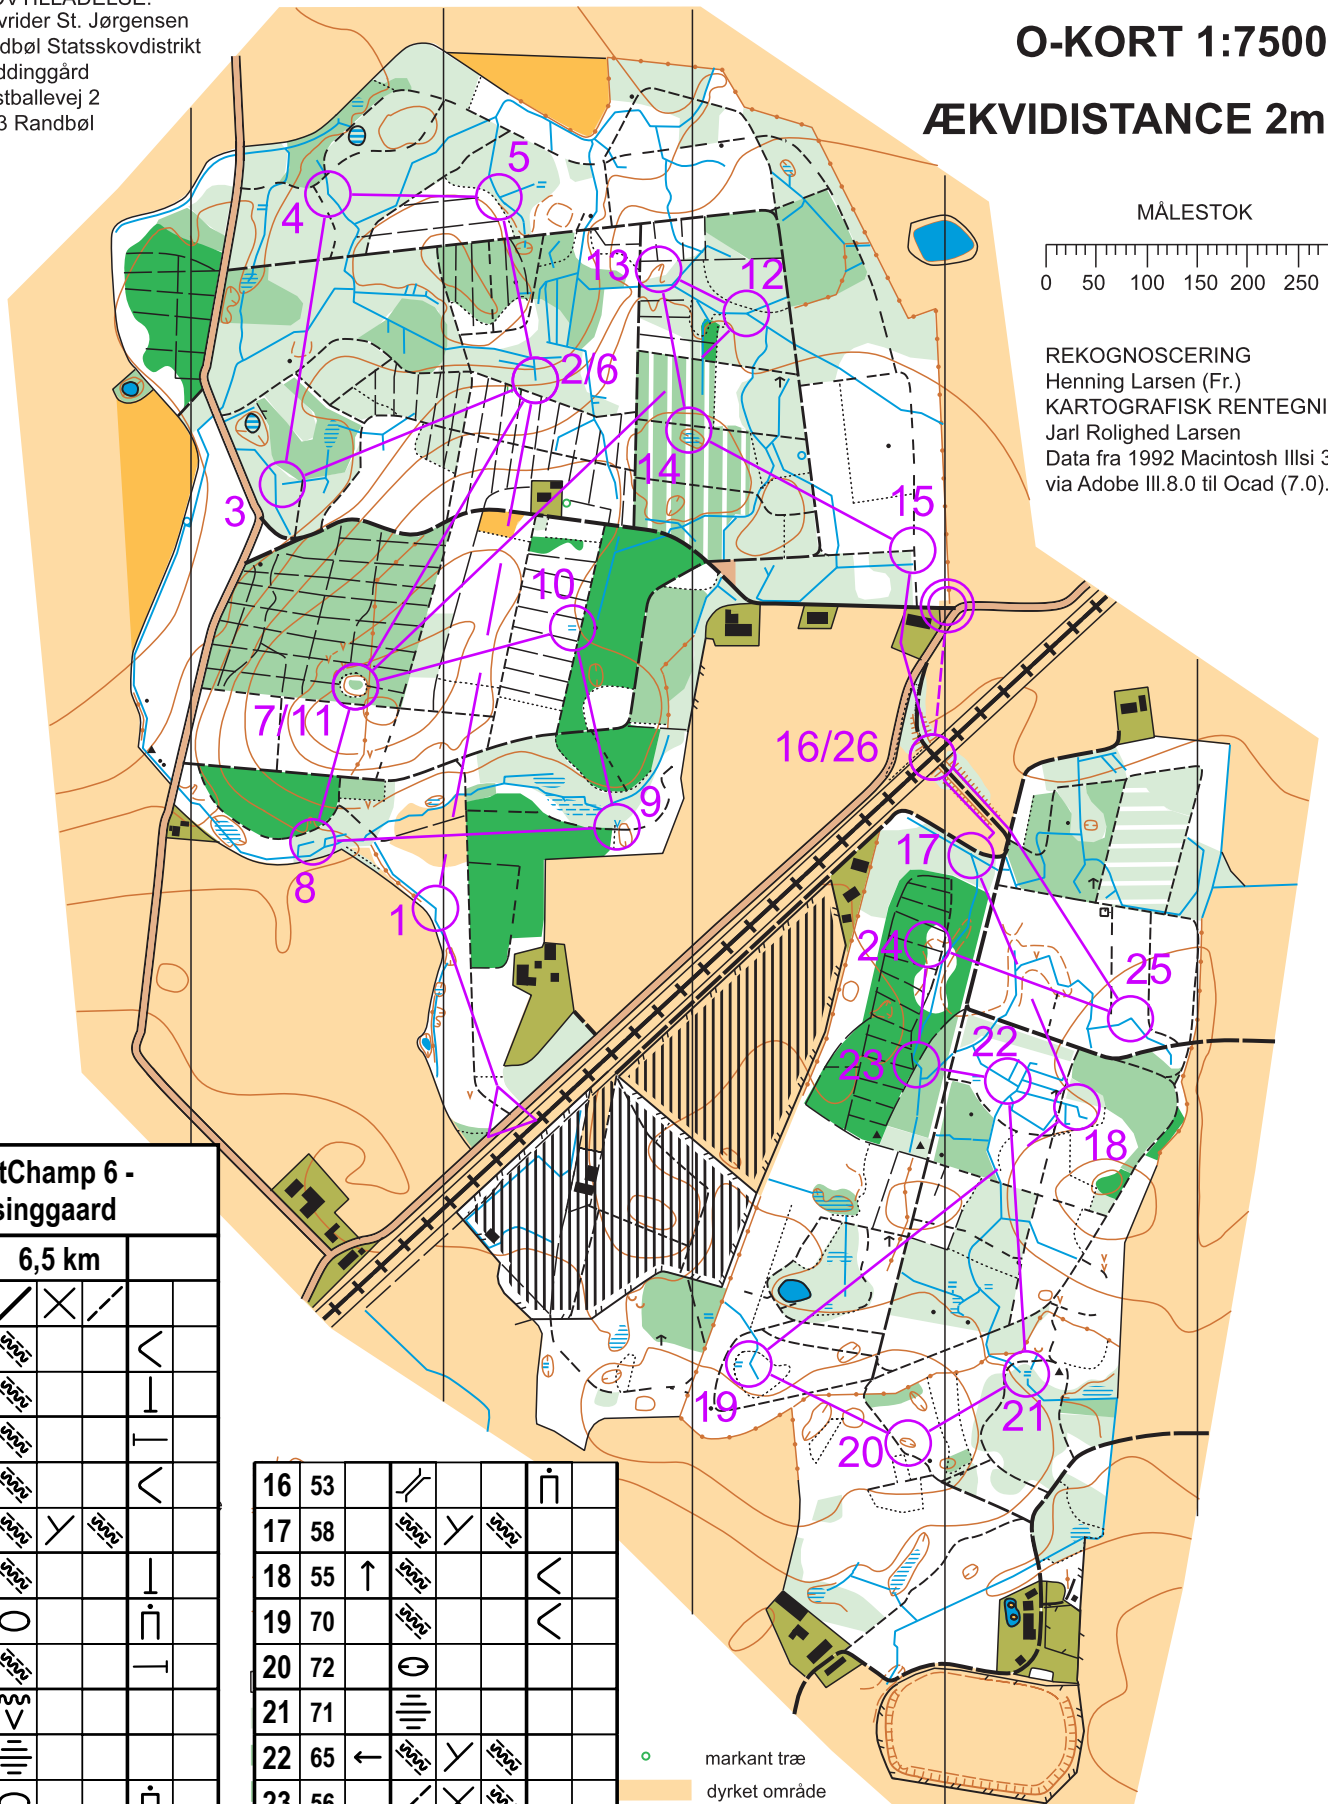 vrider St. Jørgensen
dbøl Statsskovdistrikt
ddinggård
stballevej 2
3 Randbøl
O-KORT 1:7500
ÆKVIDISTANCE 2m
MÅLESTOK
0 50 100 150 200 250
REKOGNOSCERING
Henning Larsen (Fr.)
KARTOGRAFISK RENTEGNI
Jarl Rolighed Larsen
Data fra 1992 Macintosh IIIsi 3
via Adobe Ill.8.0 til Ocad (7.0).
5
4
13
12
2/6
14
3
15
10
7/11
16/26
9
17
8
1
24
25
22
23
18
19
21
20
tChamp 6 -
singgaard
6,5 km
16 53
17 58
18 55
19 70
20 72
21 71
22 65
23 56
markant træ
dyrket område